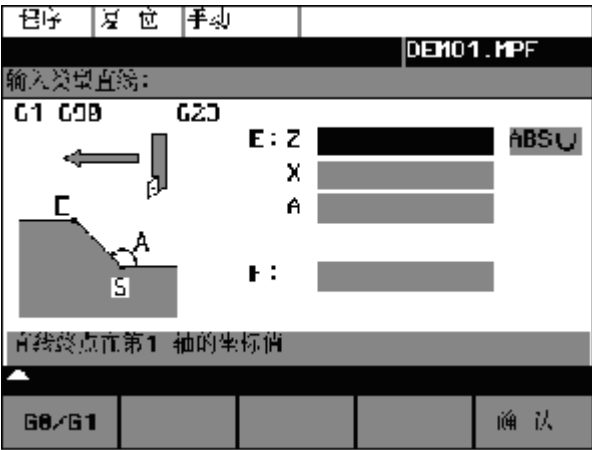 程序 复 位 手动
DEMO1.MPF
输入类型直线:
G1 G90 G23
E: Z ABS
X
A
E
A
F:
S
直线终点在第1 轴的坐标值
G0/G1 确 认